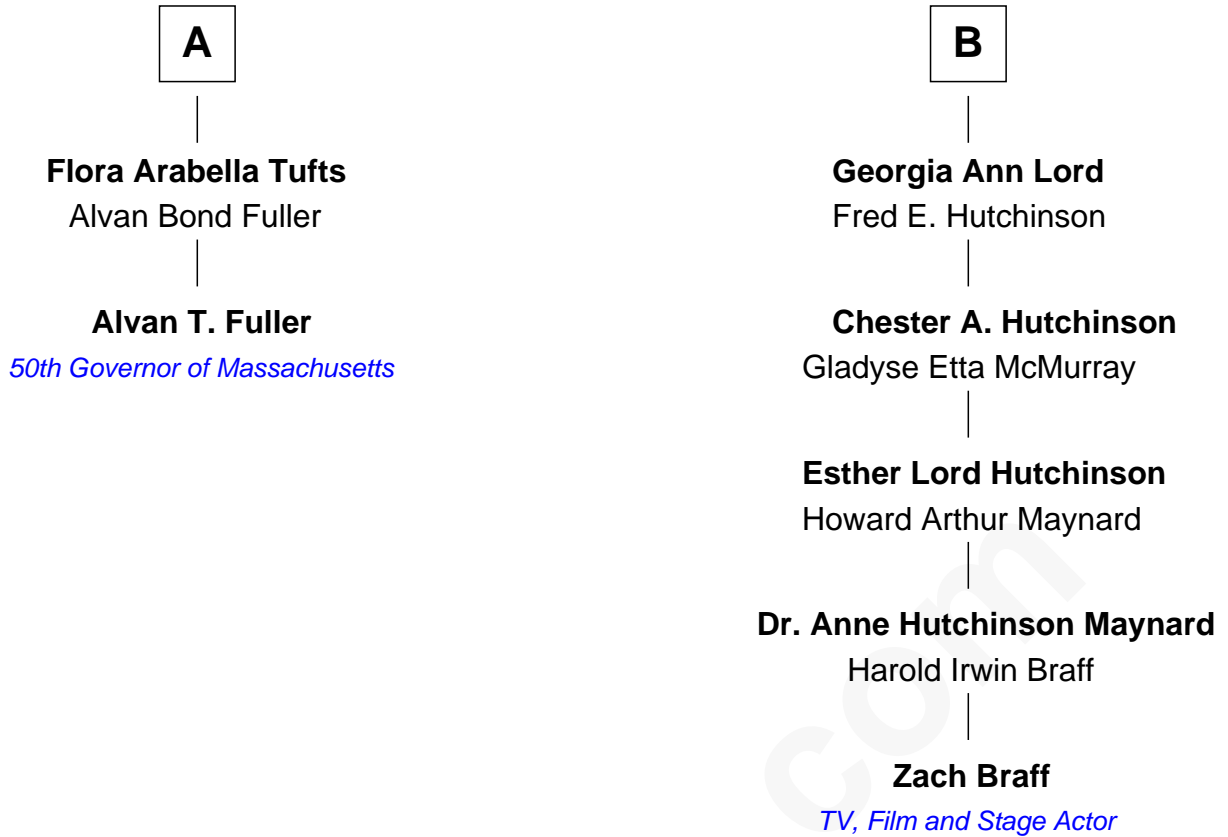 A
Flora Arabella Tufts
Alvan Bond Fuller
Alvan T. Fuller
50th Governor of Massachusetts
B
Georgia Ann Lord
Fred E. Hutchinson
Chester A. Hutchinson
Gladyse Etta McMurray
Esther Lord Hutchinson
Howard Arthur Maynard
Dr. Anne Hutchinson Maynard
Harold Irwin Braff
Zach Braff
TV, Film and Stage Actor
com